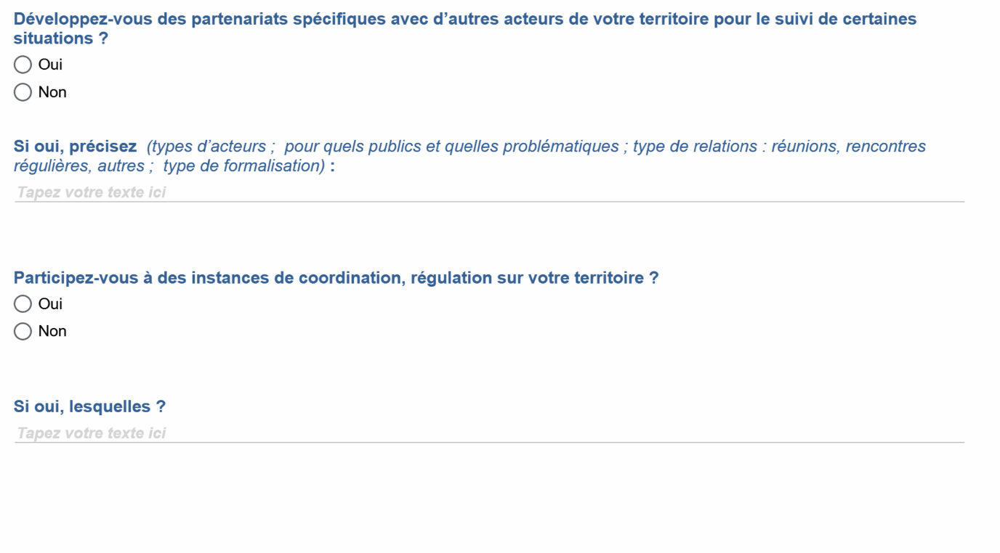 Développez-vous des partenariats spécifiques avec d’autres acteurs de votre territoire pour le suivi de certaines
situations ?
Oui
Non
Si oui, précisez (types d’acteurs ; pour quels publics et quelles problématiques ; type de relations : réunions, rencontres
régulières, autres ; type de formalisation) :
Tapez votre texte ici
Participez-vous à des instances de coordination, régulation sur votre territoire ?
Oui
Non
Si oui, lesquelles ?
Tapez votre texte ici